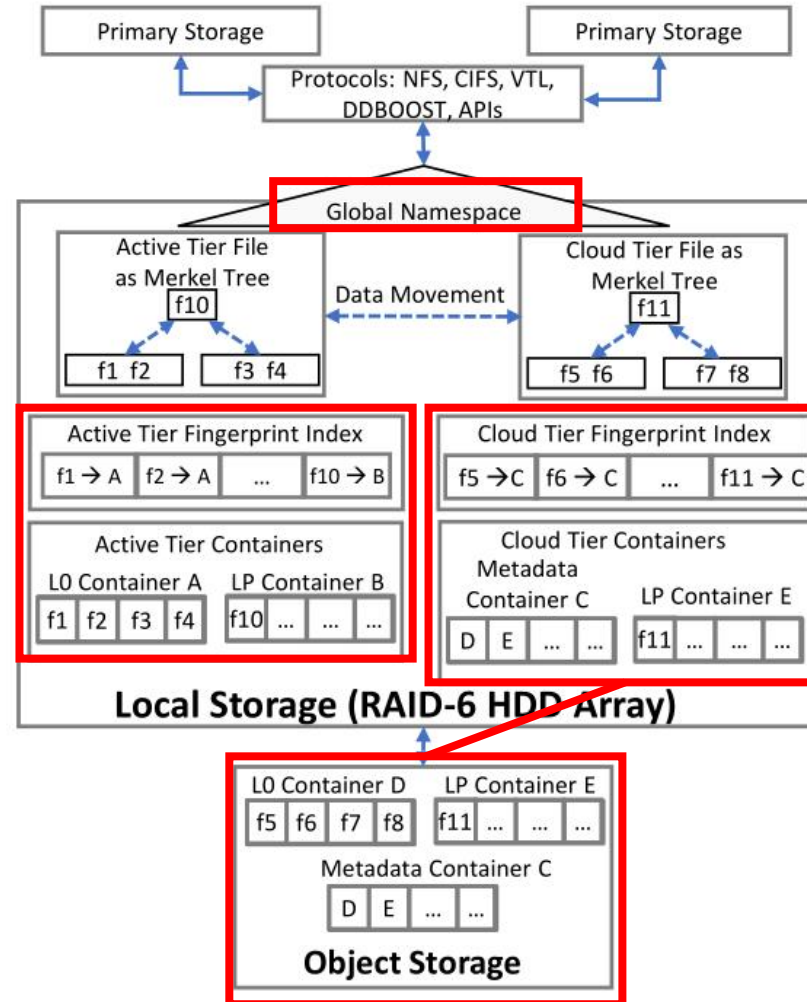 Primary Storage
Primary Storage
Protocols: NFS, CIFS, VTL,
DDBOOST, APIs
Global Namespace
Active Tier File
as Merkel Tree
f10
f1 f2
f3 f4
Data Movement
Cloud Tier File as
Merkel Tree
f11
f5 f6
f7 f8
Active Tier Fingerprint Index
f1 → A f2 → A ... f10 → B
Active Tier Containers
L0 Container A
f1 f2 f3 f4
LP Container B
f10 ... ... ...
Cloud Tier Fingerprint Index
f5 → C f6 → C ... f11 → C
Cloud Tier Containers
Metadata
Container C
D E ... ...
LP Container E
f11 ... ... ...
Local Storage (RAID-6 HDD Array)
L0 Container D
f5 f6 f7 f8
LP Container E
f11 ... ... ...
Metadata Container C
D E ... ...
Object Storage